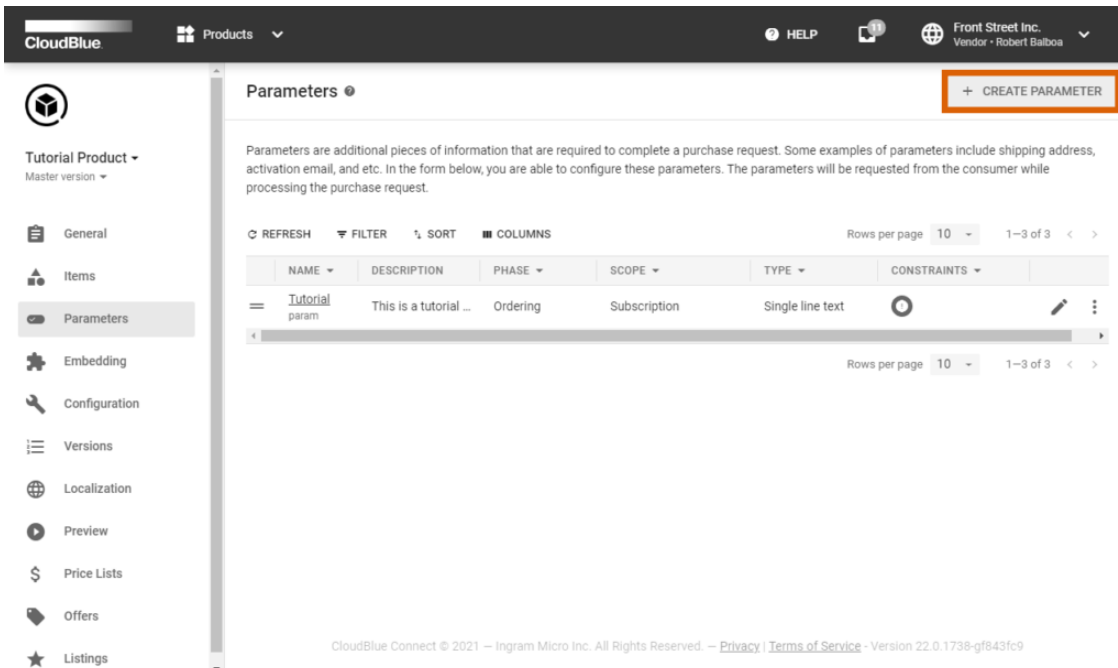 CloudBlue.
Products
HELP
11
Front Street Inc.
Vendor • Robert Balboa
Tutorial Product
Master version
General
Items
Parameters
Embedding
Configuration
Versions
Localization
Preview
Price Lists
Offers
Listings
Parameters
+ CREATE PARAMETER
Parameters are additional pieces of information that are required to complete a purchase request. Some examples of parameters include shipping address,
activation email, and etc. In the form below, you are able to configure these parameters. The parameters will be requested from the consumer while
processing the purchase request.
REFRESH FILTER SORT COLUMNS Rows per page 10 1–3 of 3
NAME DESCRIPTION PHASE SCOPE TYPE CONSTRAINTS
Tutorial This is a tutorial ... Ordering Subscription Single line text
param
Rows per page 10 1–3 of 3
CloudBlue Connect © 2021 — Ingram Micro Inc. All Rights Reserved. — Privacy | Terms of Service - Version 22.0.1738-gf843fc9